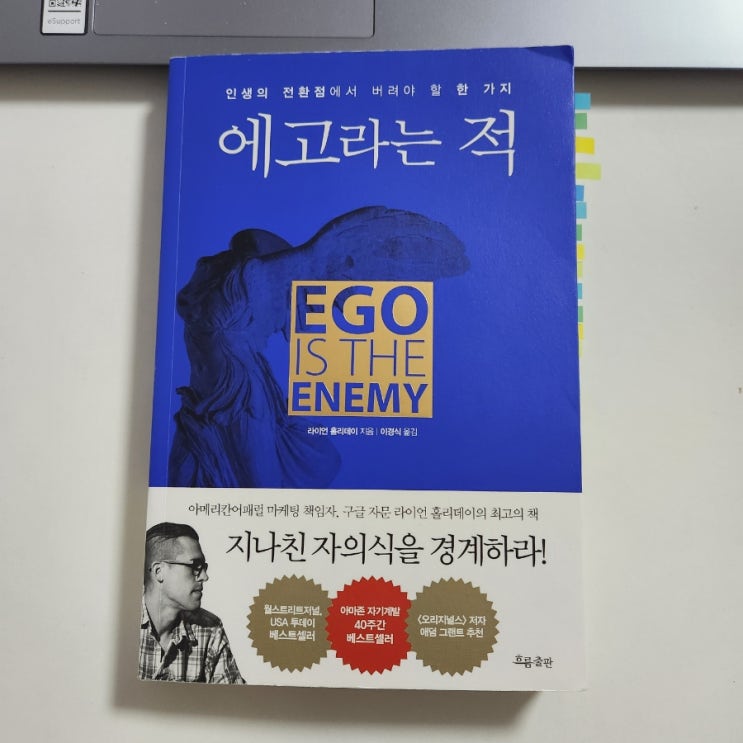 eSupport
인생의 전환점에서 버려야 할 한 가지
에고라는 적
EGO
IS THE
ENEMY
라이언 홀리데이 지음 | 이경식 옮김
아메리칸어패럴 마케팅 책임자, 구글 자문 라이언 홀리데이의 최고의 책
지나친 자의식을 경계하라!
월스트리트저널,
USA 투데이
베스트셀러
아마존 자기계발
40주간
베스트셀러
<오리지널스> 저자
애덤 그랜트 추천
흐름출판